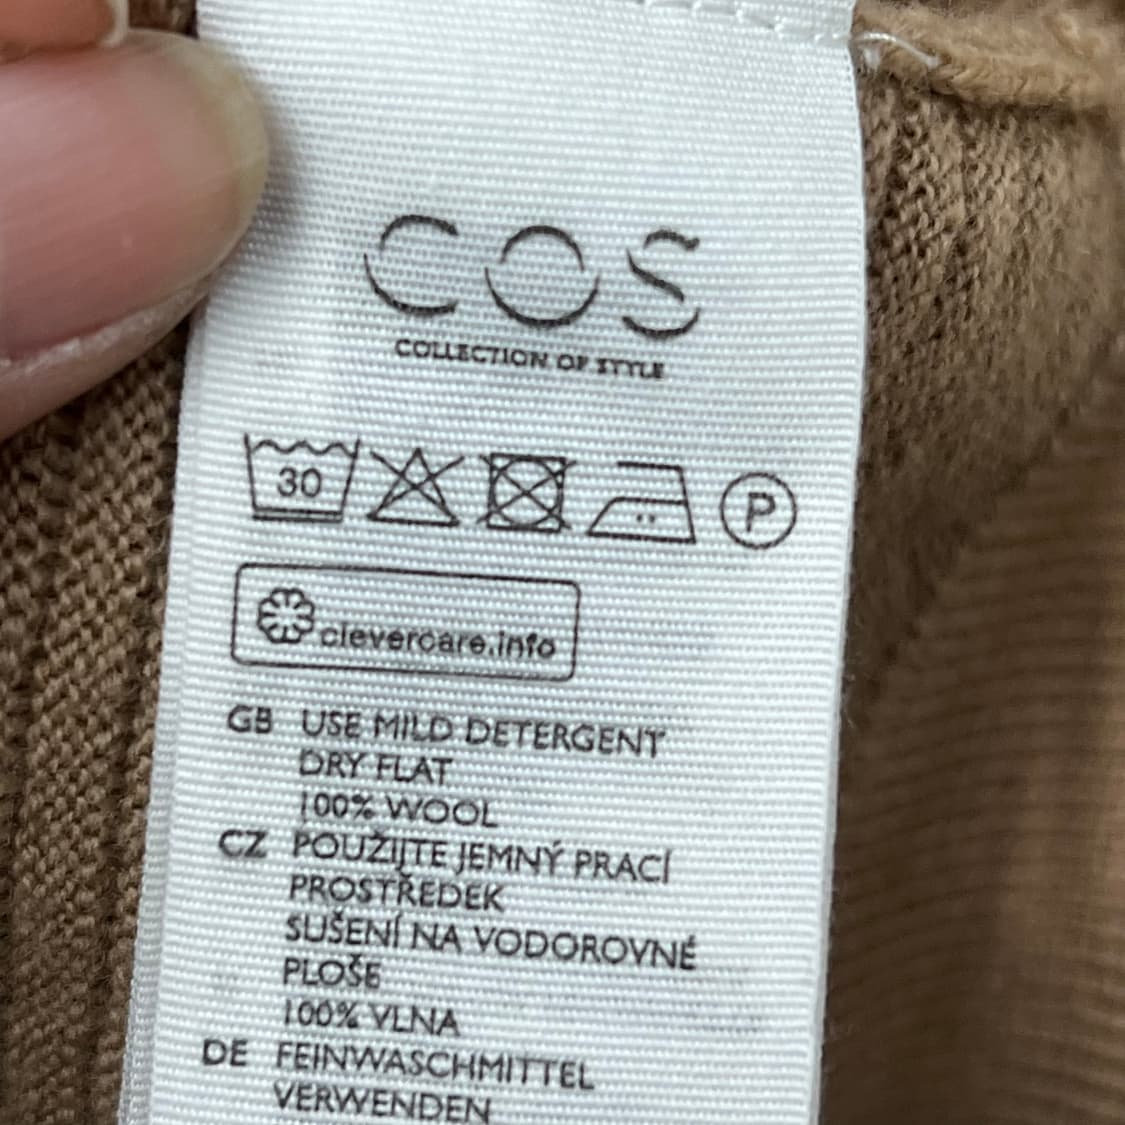 COS
COLLECTION OF STYLE
30
P
clevercare.info
GB USE MILD DETERGENT
DRY FLAT
100% WOOL
CZ POUŽIJTE JEMNÝ PRACÍ
PROSTŘEDEK
SUŠENÍ NA VODOROVNÉ
PLOŠE
100% VLNA
DE FEINWASCHMITTEL
VERWENDEN